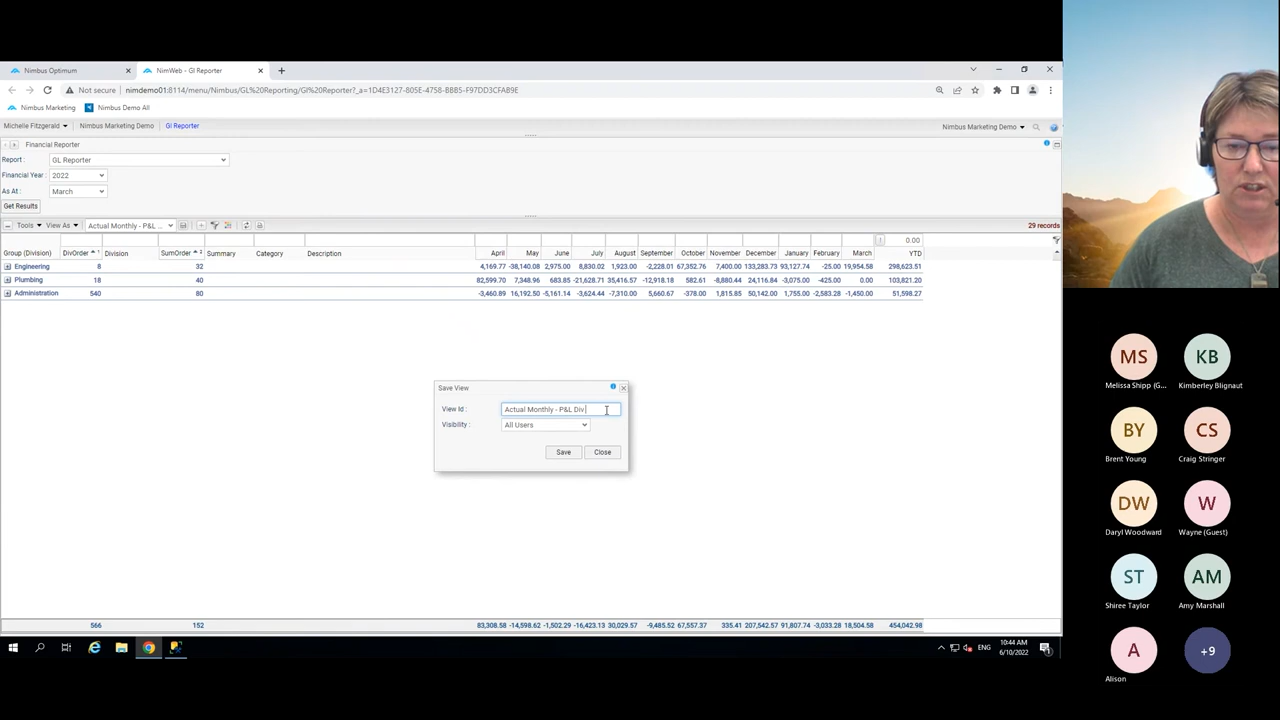 Nimbus Optimum
NimWeb - GI Reporter
Not secure nimdemo01:8114/menu/Nimbus/GL%20Reporting/GI%20Reporter?_a=1D4E3127-805E-4758-BBB5-F97DD3CFAB9E
Nimbus Marketing Nimbus Demo All
Michelle Fitzgerald Nimbus Marketing Demo GI Reporter Nimbus Marketing Demo
Financial Reporter
Report : GL Reporter
Financial Year : 2022
As At : March
Get Results
Tools View As Actual Monthly - P&L ... 29 records
0.00
Group (Division) DivOrder 1 Division SumOrder 2 Summary Category Description April May June July August September October November December January February March YTD
Engineering 8 32 4,169.77 -38,140.08 2,975.00 8,830.02 1,923.00 -2,228.01 67,352.76 7,400.00 133,283.73 93,127.74 -25.00 19,954.58 298,623.51
Plumbing 18 40 82,599.70 7,348.96 683.85 -21,628.71 35,416.57 -12,918.18 582.61 -8,880.44 24,116.84 -3,075.00 -425.00 0.00 103,821.20
Administration 540 80 -3,460.89 16,192.50 -5,161.14 -3,624.44 -7,310.00 5,660.67 -378.00 1,815.85 50,142.00 1,755.00 -2,583.28 -1,450.00 51,598.27
Save View
View Id : Actual Monthly - P&L Div
Visibility : All Users
Save Close
566 152 83,308.58 -14,598.62 -1,502.29 -16,423.13 30,029.57 -9,485.52 67,557.37 335.41 207,542.57 91,807.74 -3,033.28 18,504.58 454,042.98
ENG
10:44 AM
6/10/2022
MS KB
Melissa Shipp (G... Kimberley Blignaut
BY CS
Brent Young Craig Stringer
DW W
Daryl Woodward Wayne (Guest)
ST AM
Shiree Taylor Amy Marshall
A +9
Alison